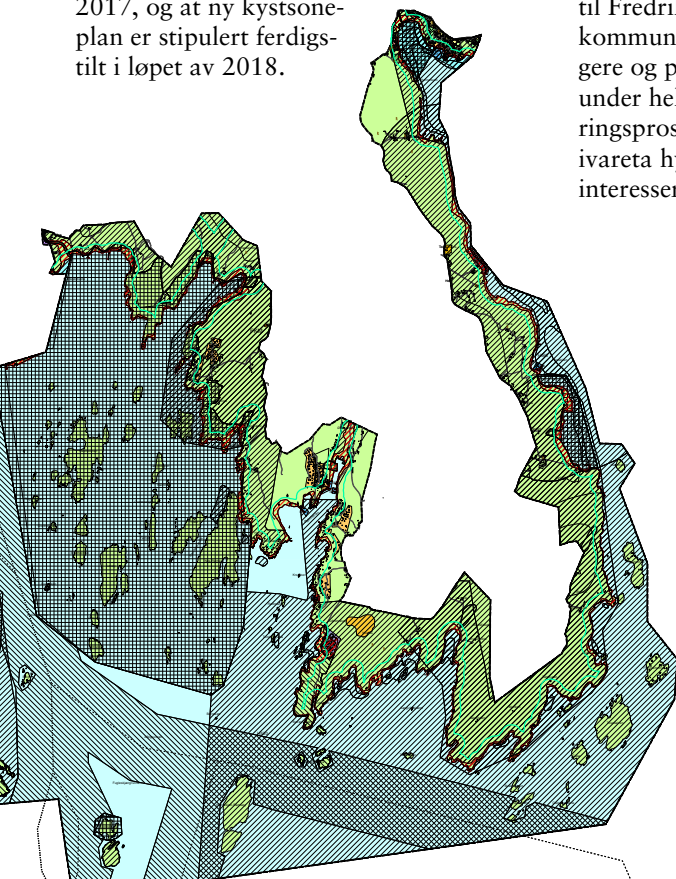 2017, og at ny kystsone-
plan er stipulert ferdigs-
tilt i løpet av 2018.
til Fredri
kommun
gere og p
under hel
ringspros
ivareta hy
interesser